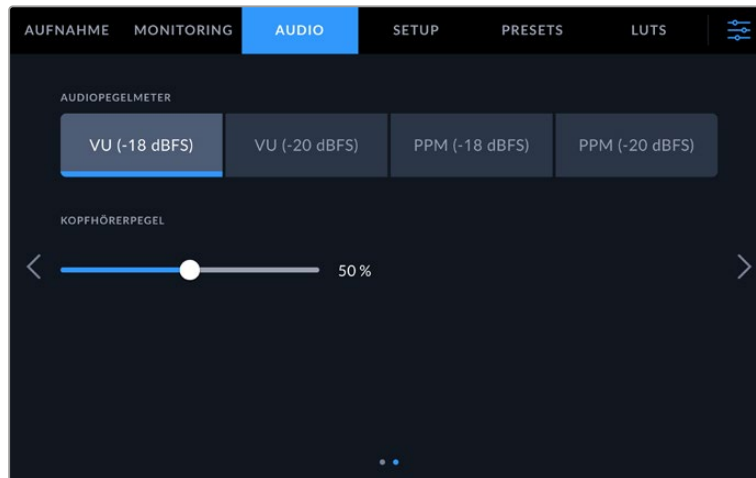 AUFNAHME MONITORING AUDIO SETUP PRESETS LUTS
AUDIOPEGELMETER
VU (-18 dBFS) VU (-20 dBFS) PPM (-18 dBFS) PPM (-20 dBFS)
KOPFHÖRERPEGEL
50 %